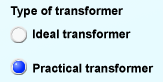 Type of transformer
Ideal transformer
Practical transformer